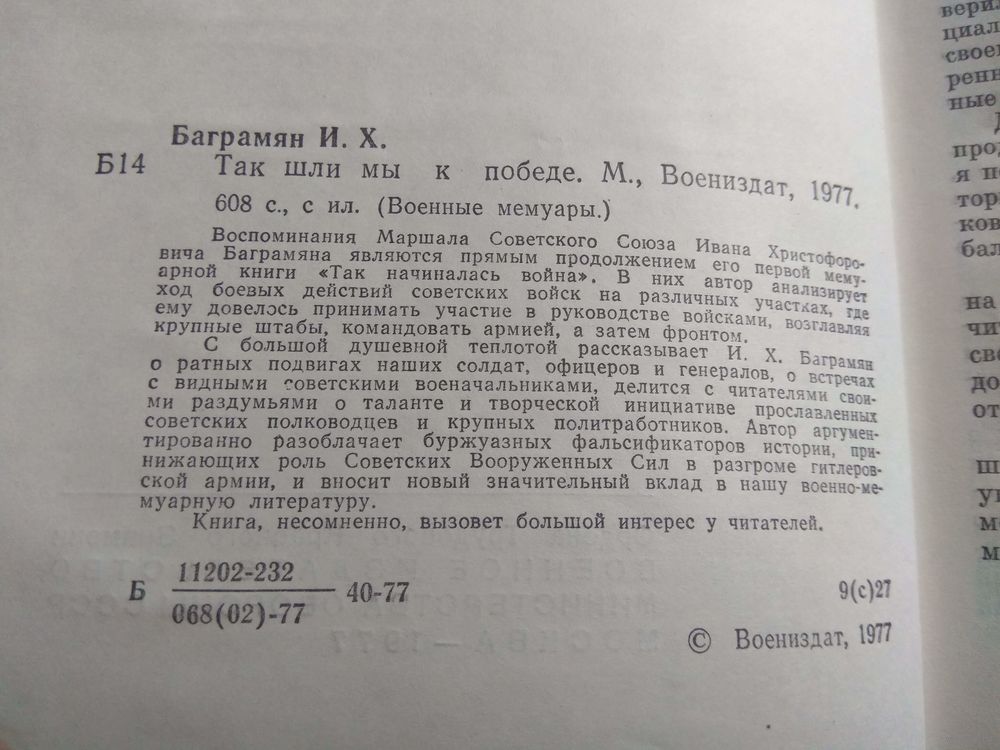 Баграмян И. Х.
Б14 Так шли мы к победе. М., Воениздат, 1977.
608 с., с ил. (Военные мемуары.)
Воспоминания Маршала Советского Союза Ивана Христофоро-
вича Баграмяна являются прямым продолжением его первой мему-
арной книги «Так начиналась война». В них автор анализирует
ход боевых действий советских войск на различных участках, где
ему довелось принимать участие в руководстве войсками, возглавляя
крупные штабы, командовать армией, а затем фронтом.
С большой душевной теплотой рассказывает И. Х. Баграмян
о ратных подвигах наших солдат, офицеров и генералов, о встречах
с видными советскими военачальниками, делится с читателями свои-
ми раздумьями о таланте и творческой инициативе прославленных
советских полководцев и крупных политработников. Автор аргумен-
тированно разоблачает буржуазных фальсификаторов истории, при-
нижающих роль Советских Вооруженных Сил в разгроме гитлеров-
ской армии, и вносит новый значительный вклад в нашу военно-ме-
муарную литературу.
Книга, несомненно, вызовет большой интерес у читателей.
Б 11202-232
068(02)-77 40-77
9(с)27
© Воениздат, 1977